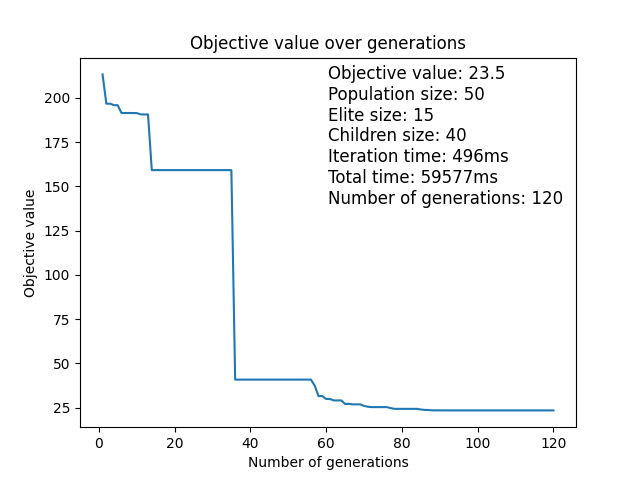 Objective value over generations
Objective value: 23.5
Population size: 50
Elite size: 15
Children size: 40
Iteration time: 496ms
Total time: 59577ms
Number of generations: 120
Objective value
200
175
150
125
100
75
50
25
0
20
40
60
80
100
120
Number of generations